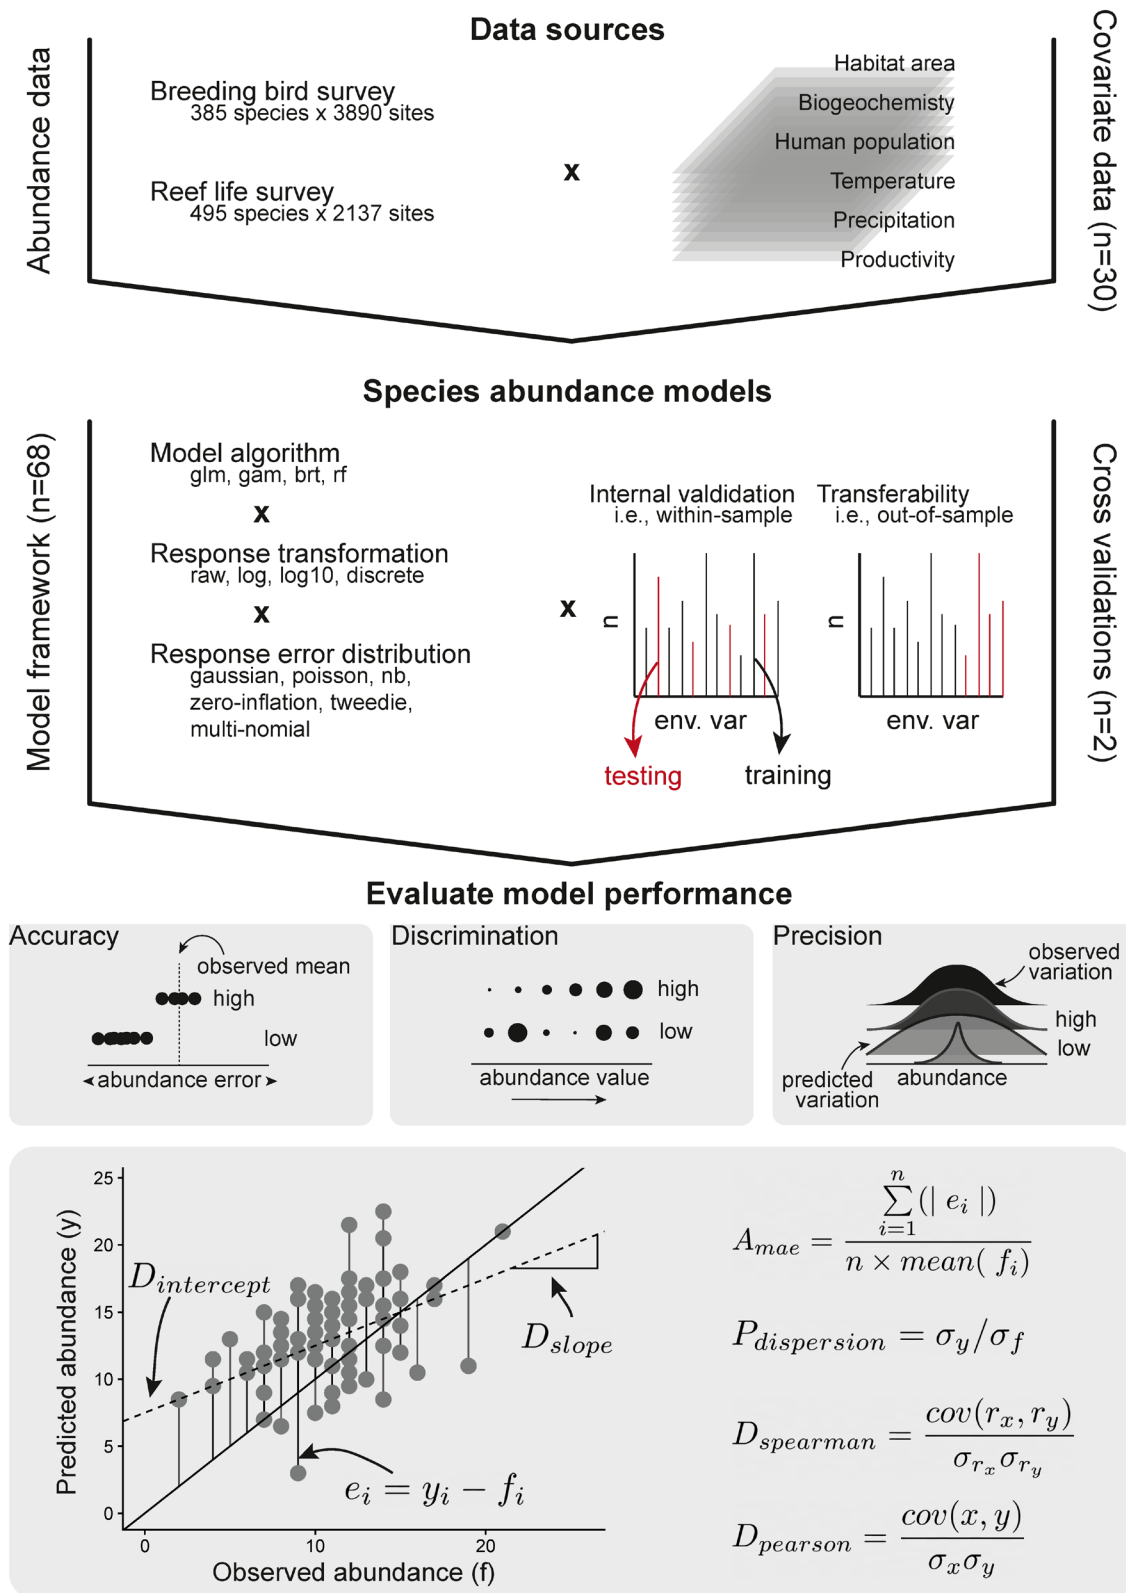 Data sources
Abundance data
Breeding bird survey
385 species x 3890 sites
Reef life survey
495 species x 2137 sites
x
Habitat area
Biogeochemisty
Human population
Temperature
Precipitation
Productivity
Covariate data (n=30)
Species abundance models
Model framework (n=68)
Model algorithm
glm, gam, brt, rf
x
Response transformation
raw, log, log10, discrete
x
Response error distribution
gaussian, poisson, nb,
zero-inflation, tweedie,
multi-nomial
x
Internal valdidation
i.e., within-sample
n
env. var
testing
training
Transferability
i.e., out-of-sample
n
env. var
Cross validations (n=2)
Evaluate model performance
Accuracy
observed mean
high
low
abundance error
Discrimination
high
low
abundance value
Precision
observed
variation
high
low
predicted
variation
abundance
Predicted abundance (y)
25
20
15
10
5
0
0
10
20
Observed abundance (f)
D_intercept
D_slope
e_i = y_i − f_i
A_mae = ∑_{i=1}^{n}(| e_i |) / n × mean( f_i)
P_dispersion = σ_y/σ_f
D_spearman = cov(r_x, r_y) / σ_{r_x} σ_{r_y}
D_pearson = cov(x, y) / σ_x σ_y